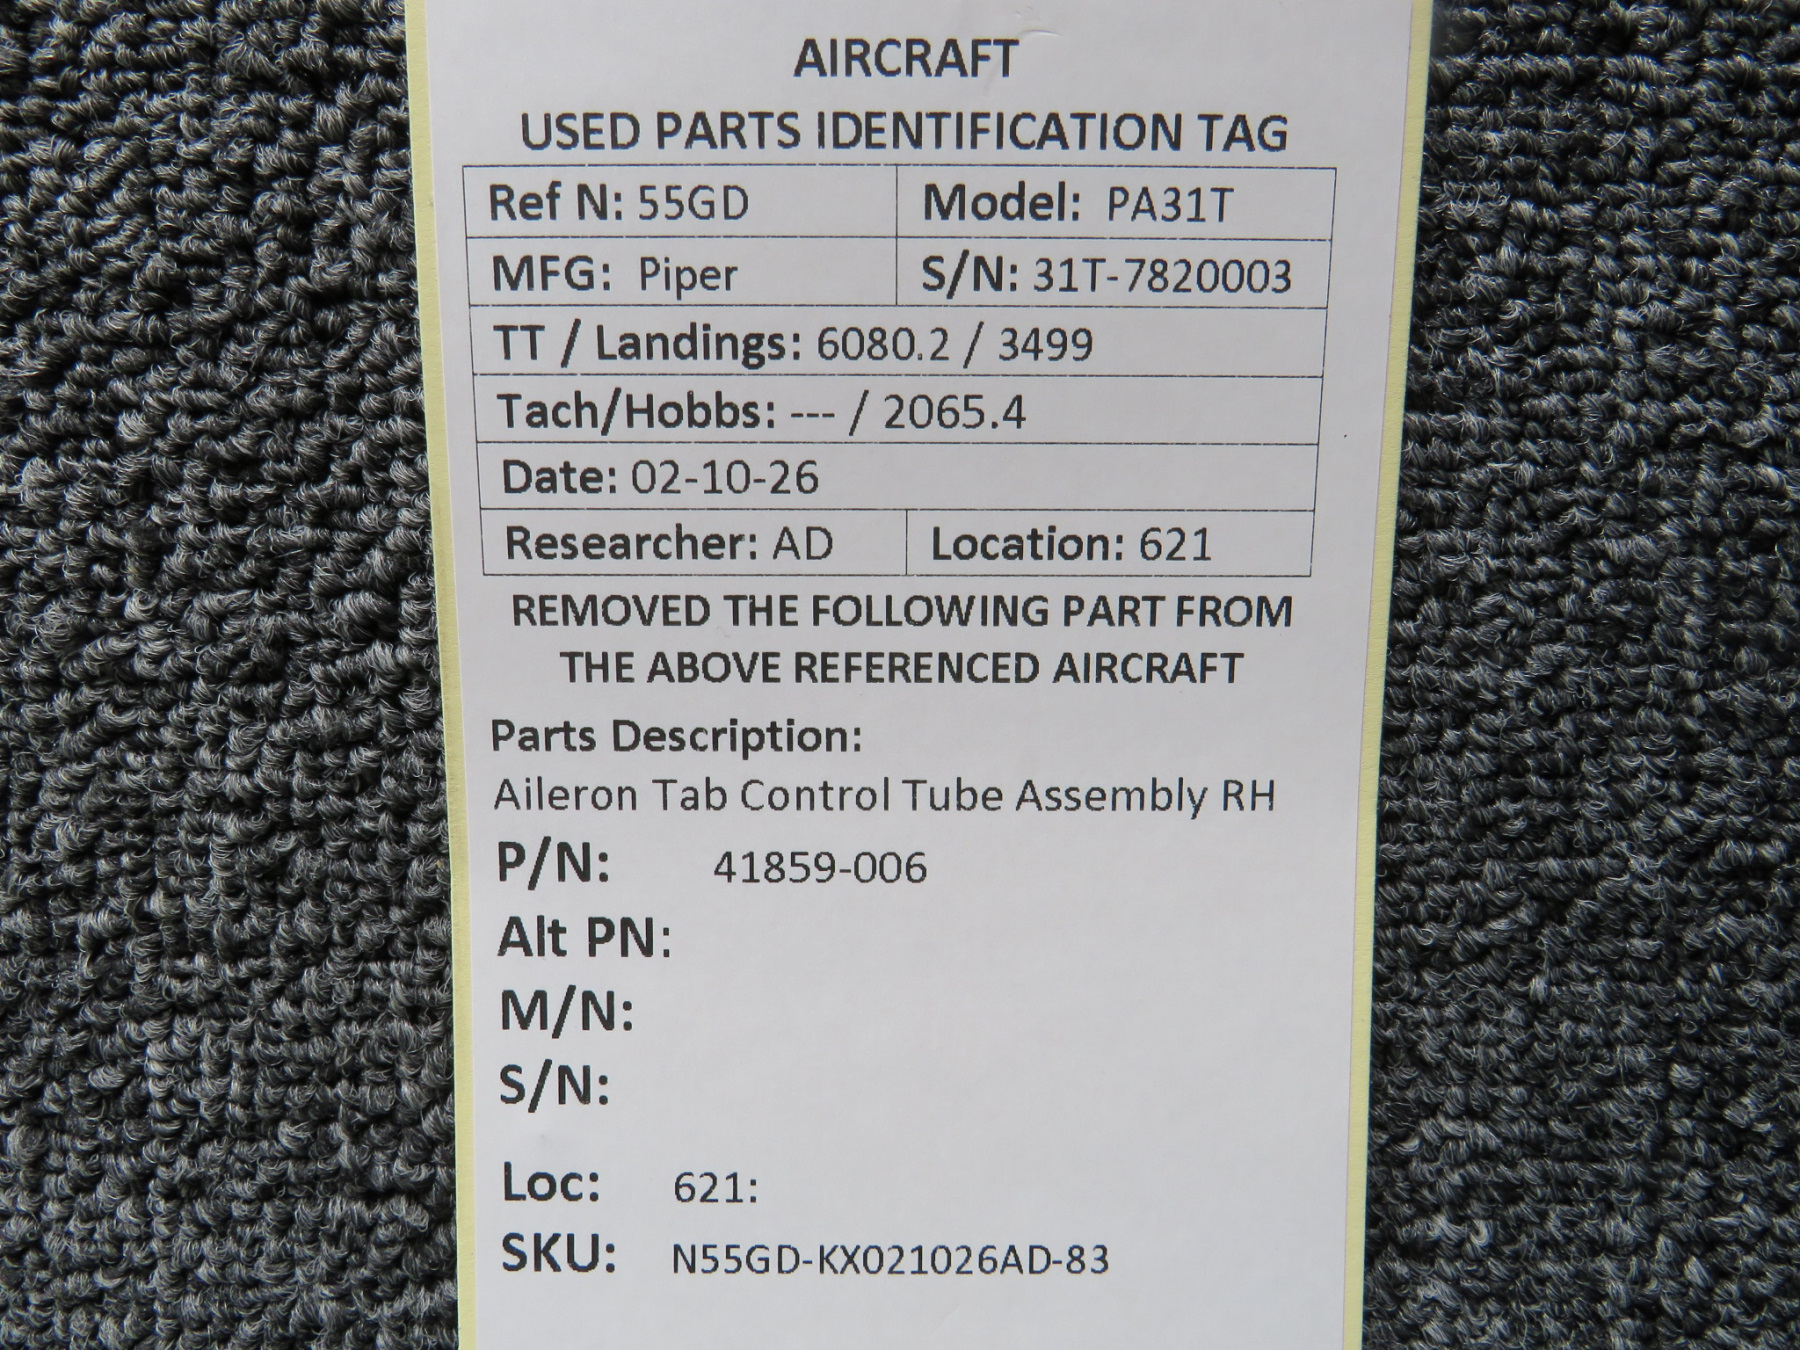 AIRCRAFT
USED PARTS IDENTIFICATION TAG
Ref N: 55GD Model: PA31T
MFG: Piper S/N: 31T-7820003
TT / Landings: 6080.2 / 3499
Tach/Hobbs: --- / 2065.4
Date: 02-10-26
Researcher: AD Location: 621
REMOVED THE FOLLOWING PART FROM
THE ABOVE REFERENCED AIRCRAFT
Parts Description:
Aileron Tab Control Tube Assembly RH
P/N: 41859-006
Alt PN:
M/N:
S/N:
Loc: 621:
SKU: N55GD-KX021026AD-83